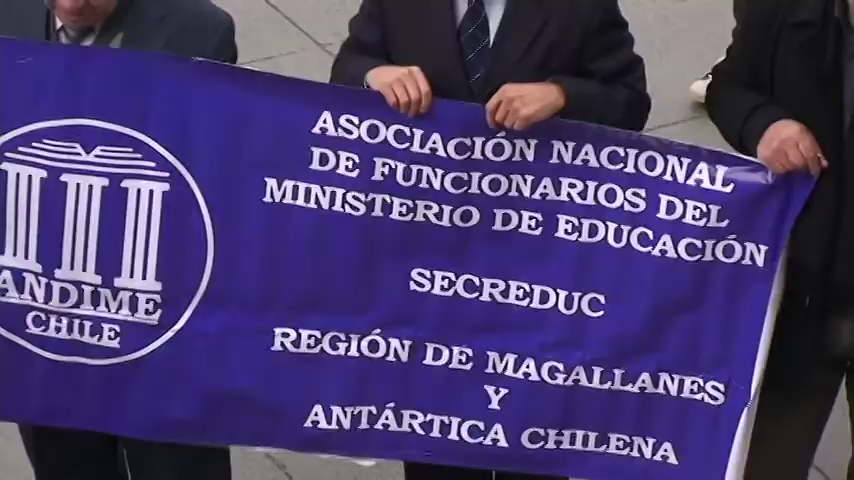 ANDIME
CHILE
ASOCIACIÓN NACIONAL
DE FUNCIONARIOS DEL
MINISTERIO DE EDUCACIÓN
SECREDUC
REGIÓN DE MAGALLANES
Y
ANTÁRTICA CHILENA